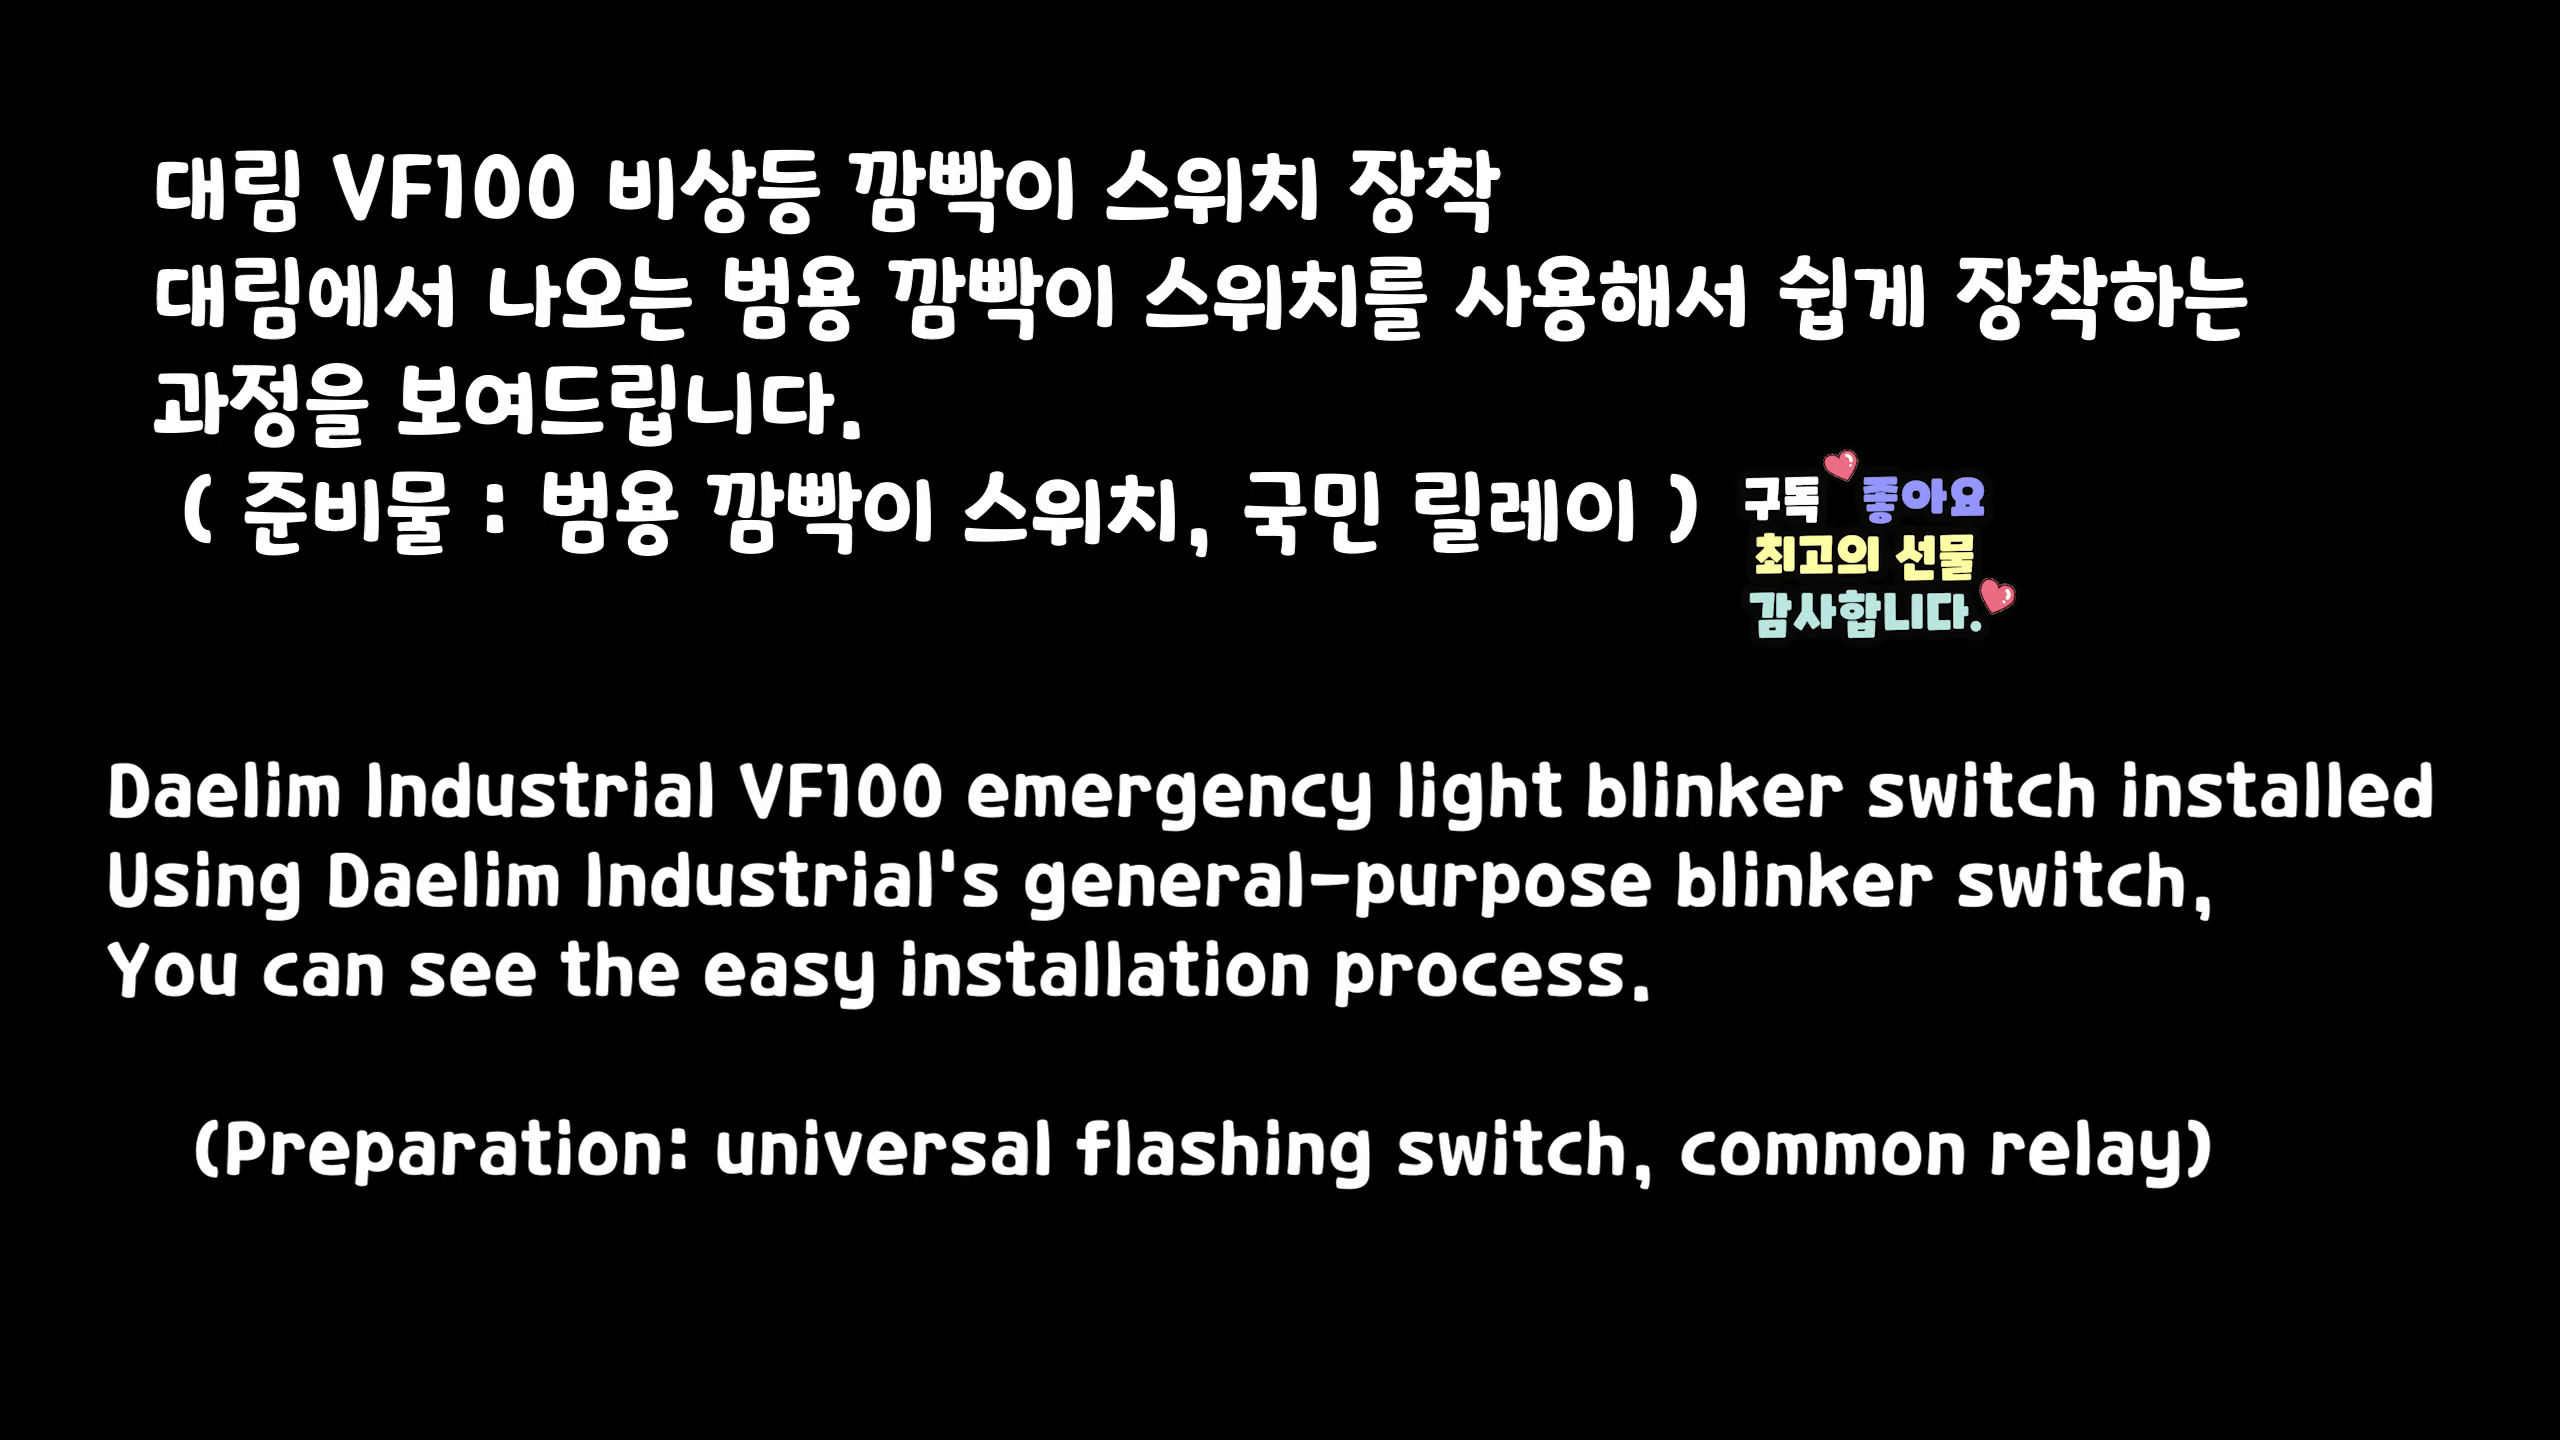 대림 VF100 비상등 깜빡이 스위치 장착
대림에서 나오는 범용 깜빡이 스위치를 사용해서 쉽게 장착하는
과정을 보여드립니다.
( 준비물 : 범용 깜빡이 스위치, 국민 릴레이 )
구독 좋아요
최고의 선물
감사합니다.
Daelim Industrial VF100 emergency light blinker switch installed
Using Daelim Industrial's general-purpose blinker switch,
You can see the easy installation process.
(Preparation: universal flashing switch, common relay)